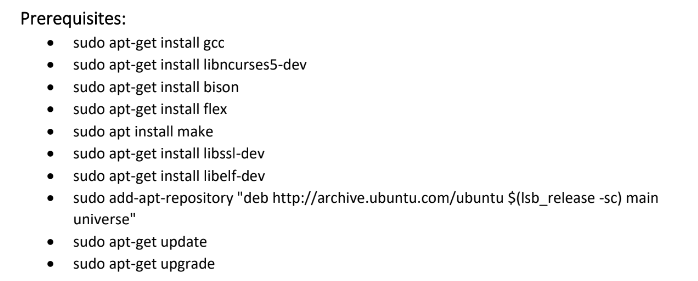 Prerequisites:
• sudo apt-get install gcc
• sudo apt-get install libncurses5-dev
• sudo apt-get install bison
• sudo apt-get install flex
• sudo apt install make
• sudo apt-get install libssl-dev
• sudo apt-get install libelf-dev
• sudo add-apt-repository "deb http://archive.ubuntu.com/ubuntu $(lsb_release -sc) main
universe"
• sudo apt-get update
• sudo apt-get upgrade